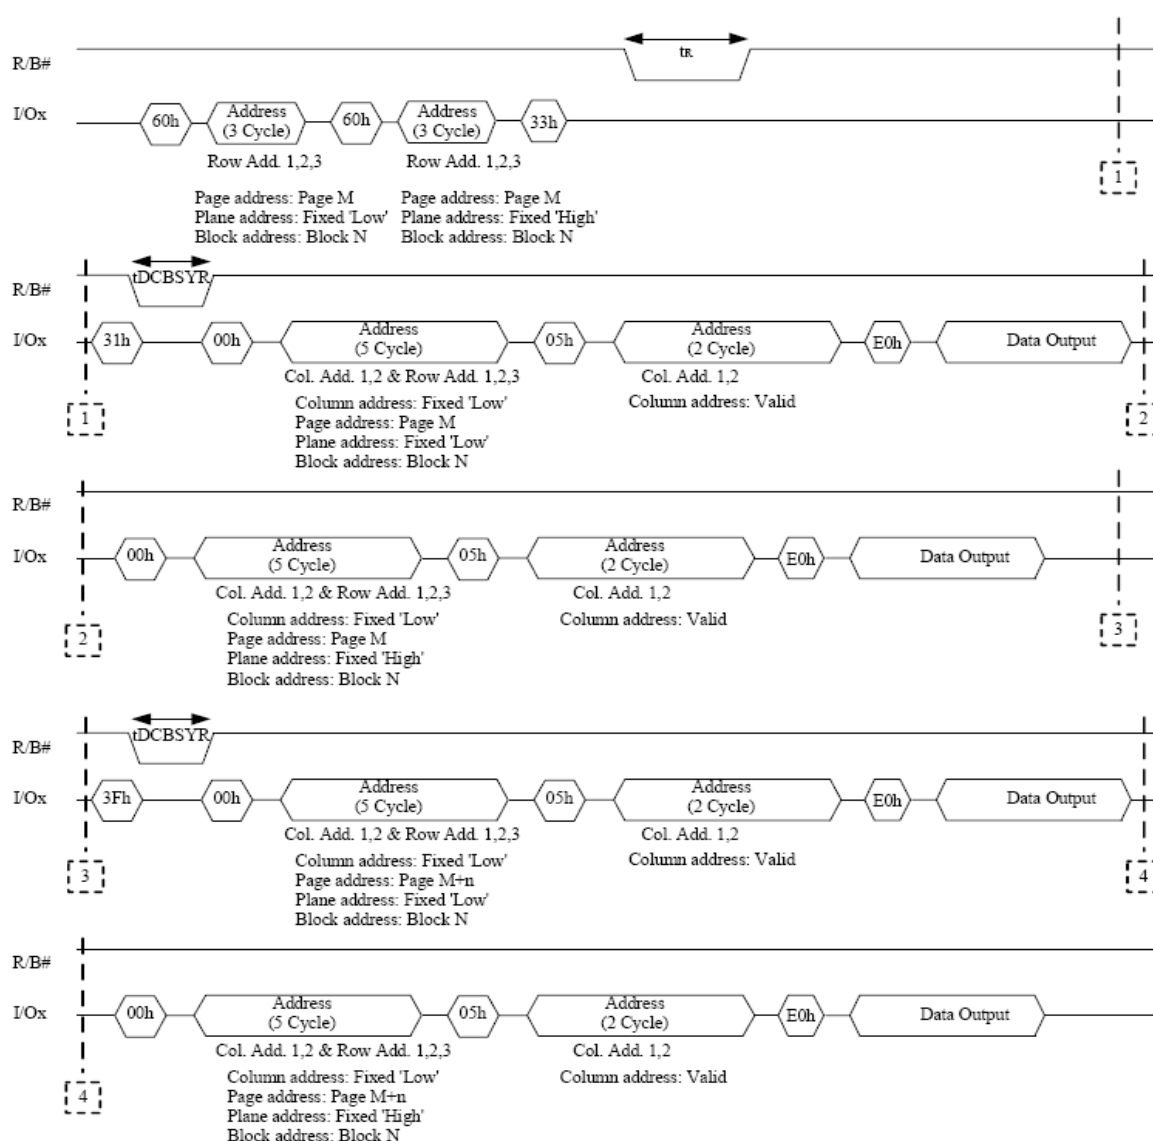 R/B#
tR
I/Ox
60h
Address
(3 Cycle)
60h
Address
(3 Cycle)
33h
Row Add. 1,2,3
Row Add. 1,2,3
Page address: Page M
Plane address: Fixed 'Low'
Block address: Block N
Page address: Page M
Plane address: Fixed 'High'
Block address: Block N
1
R/B#
tDCBSYR
I/Ox
31h
00h
Address
(5 Cycle)
05h
Address
(2 Cycle)
E0h
Data Output
Col. Add. 1,2 & Row Add. 1,2,3
Col. Add. 1,2
Column address: Fixed 'Low'
Page address: Page M
Plane address: Fixed 'Low'
Block address: Block N
Column address: Valid
1
2
R/B#
I/Ox
00h
Address
(5 Cycle)
05h
Address
(2 Cycle)
E0h
Data Output
Col. Add. 1,2 & Row Add. 1,2,3
Col. Add. 1,2
Column address: Fixed 'Low'
Page address: Page M
Plane address: Fixed 'High'
Block address: Block N
Column address: Valid
2
3
R/B#
tDCBSYR
I/Ox
3Fh
00h
Address
(5 Cycle)
05h
Address
(2 Cycle)
E0h
Data Output
Col. Add. 1,2 & Row Add. 1,2,3
Col. Add. 1,2
Column address: Fixed 'Low'
Page address: Page M+n
Plane address: Fixed 'Low'
Block address: Block N
Column address: Valid
3
4
R/B#
I/Ox
00h
Address
(5 Cycle)
05h
Address
(2 Cycle)
E0h
Data Output
Col. Add. 1,2 & Row Add. 1,2,3
Col. Add. 1,2
Column address: Fixed 'Low'
Page address: Page M+n
Plane address: Fixed 'High'
Block address: Block N
Column address: Valid
4